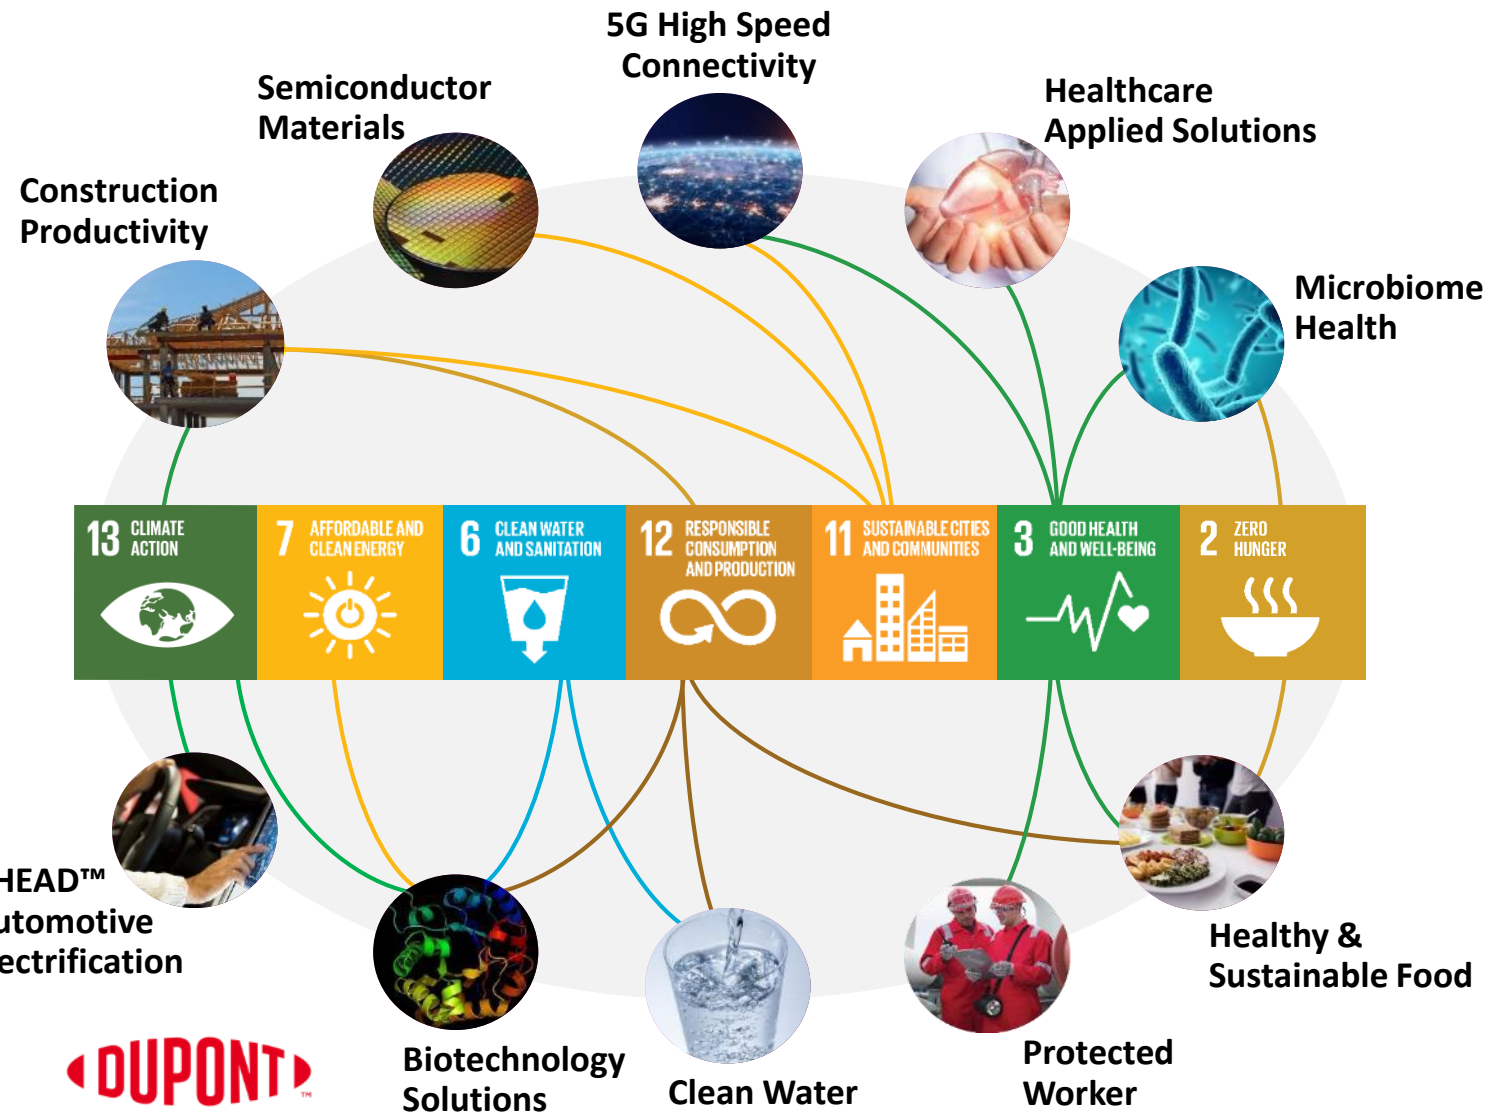 5G High Speed
Connectivity
Semiconductor
Materials
Healthcare
Applied Solutions
Construction
Productivity
Microbiome
Health
13 CLIMATE
ACTION
7 AFFORDABLE AND
CLEAN ENERGY
6 CLEAN WATER
AND SANITATION
12 RESPONSIBLE
CONSUMPTION
AND PRODUCTION
11 SUSTAINABLE CITIES
AND COMMUNITIES
3 GOOD HEALTH
AND WELL-BEING
2 ZERO
HUNGER
HEAD™
utomotive
ectrification
Healthy &
Sustainable Food
Biotechnology
Solutions
Clean Water
Protected
Worker
DUPONT™